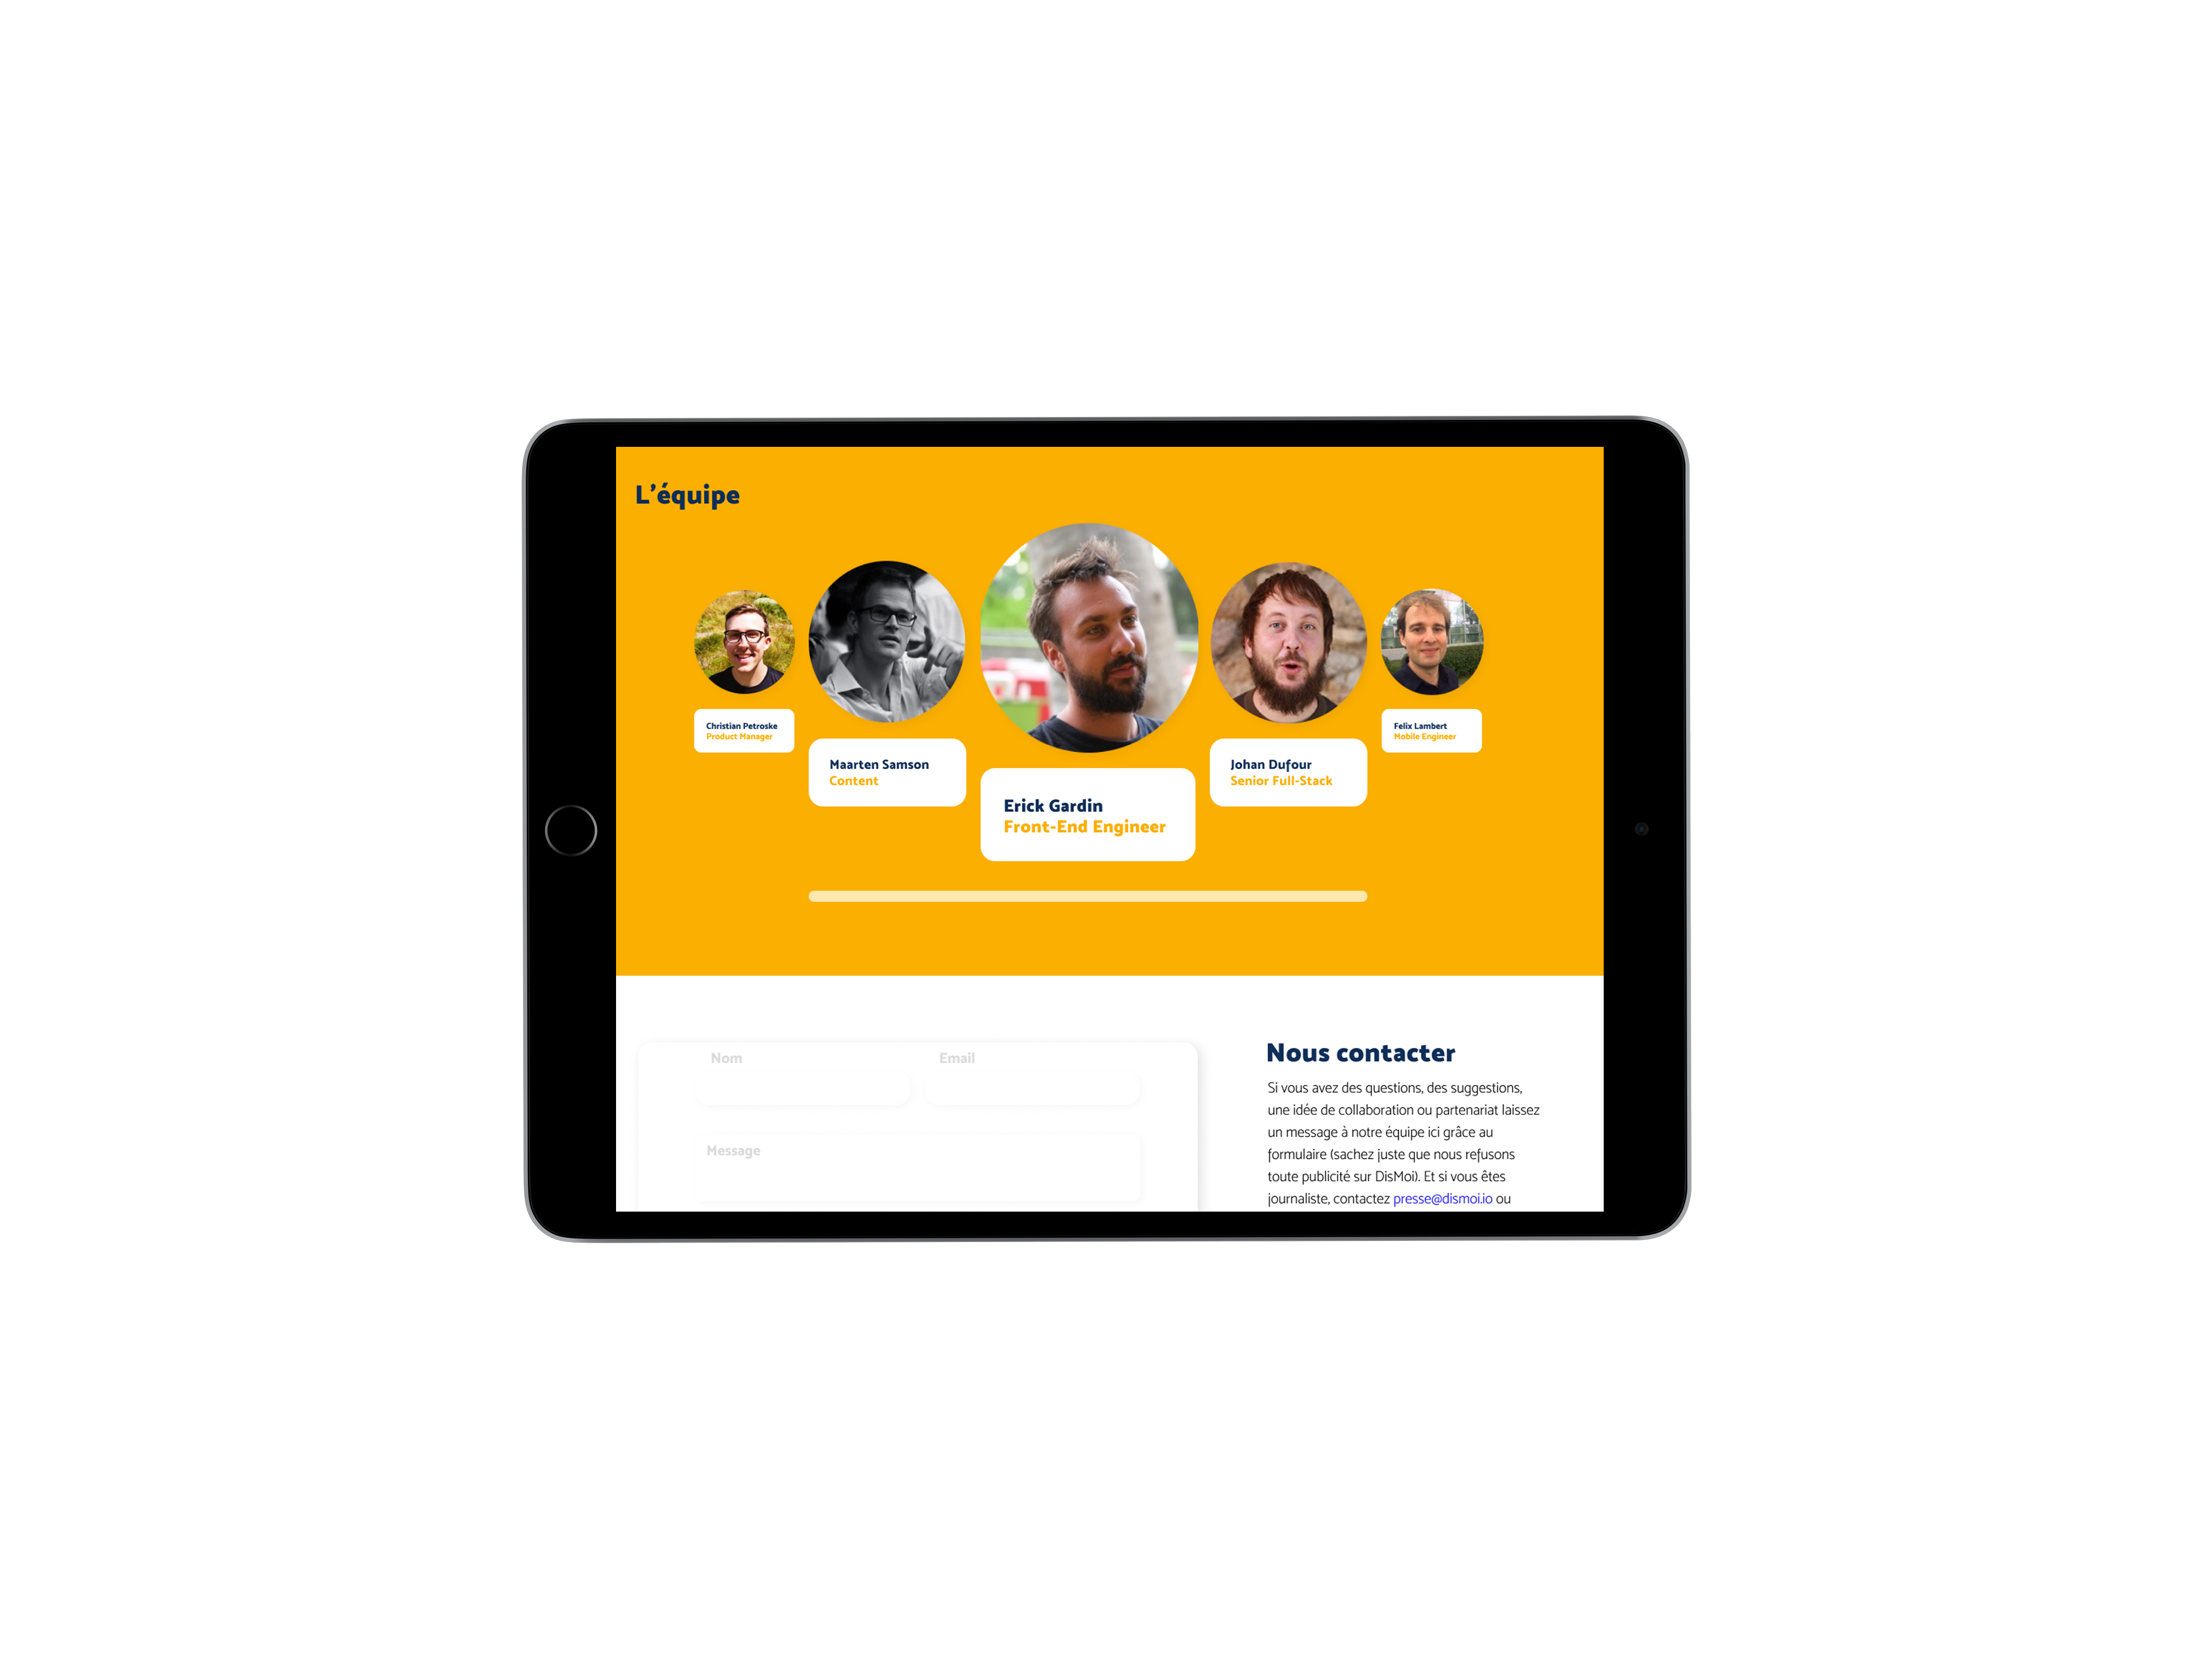 L'équipe
Christian Petroske
Product Manager
Maarten Samson
Content
Erick Gardin
Front-End Engineer
Johan Dufour
Senior Full-Stack
Felix Lambert
Mobile Engineer
Nom
Email
Message
Nous contacter
Si vous avez des questions, des suggestions,
une idée de collaboration ou partenariat laissez
un message à notre équipe ici grâce au
formulaire (sachez juste que nous refusons
toute publicité sur DisMoi). Et si vous êtes
journaliste, contactez presse@dismoi.io ou